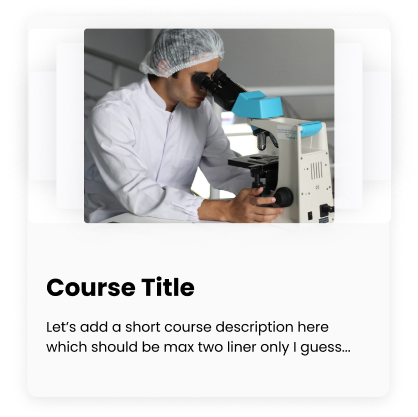 Course Title
Let's add a short course description here
which should be max two liner only I guess...